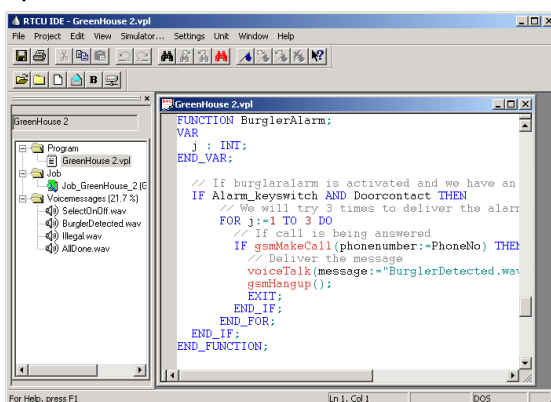 RTCU IDE - GreenHouse 2.vpl
File Project Edit View Simulator... Settings Unit Window Help
B
GreenHouse 2
Program
GreenHouse 2.vpl
Job
Job_GreenHouse_2 (G
Voicemessages (21.7 %)
SelectOnOff.wav
BurglerDetected.wav
Illegal.wav
AllDone.wav
GreenHouse 2.vpl
FUNCTION BurglerAlarm;
VAR
j : INT;
END_VAR;
// If burglaralarm is activated and we have an
IF Alarm_keyswitch AND Doorcontact THEN
// We will try 3 times to deliver the alar
FOR j:=1 TO 3 DO
// If call is being answered
IF gsmMakeCall(phonenumber:=PhoneNo) THEN
// Deliver the message
voiceTalk(message:="BurglerDetected.wav
gsmHangup();
EXIT;
END_IF;
END_FOR;
END_IF;
END_FUNCTION;
For Help, press F1
Ln 1, Col 1
DOS